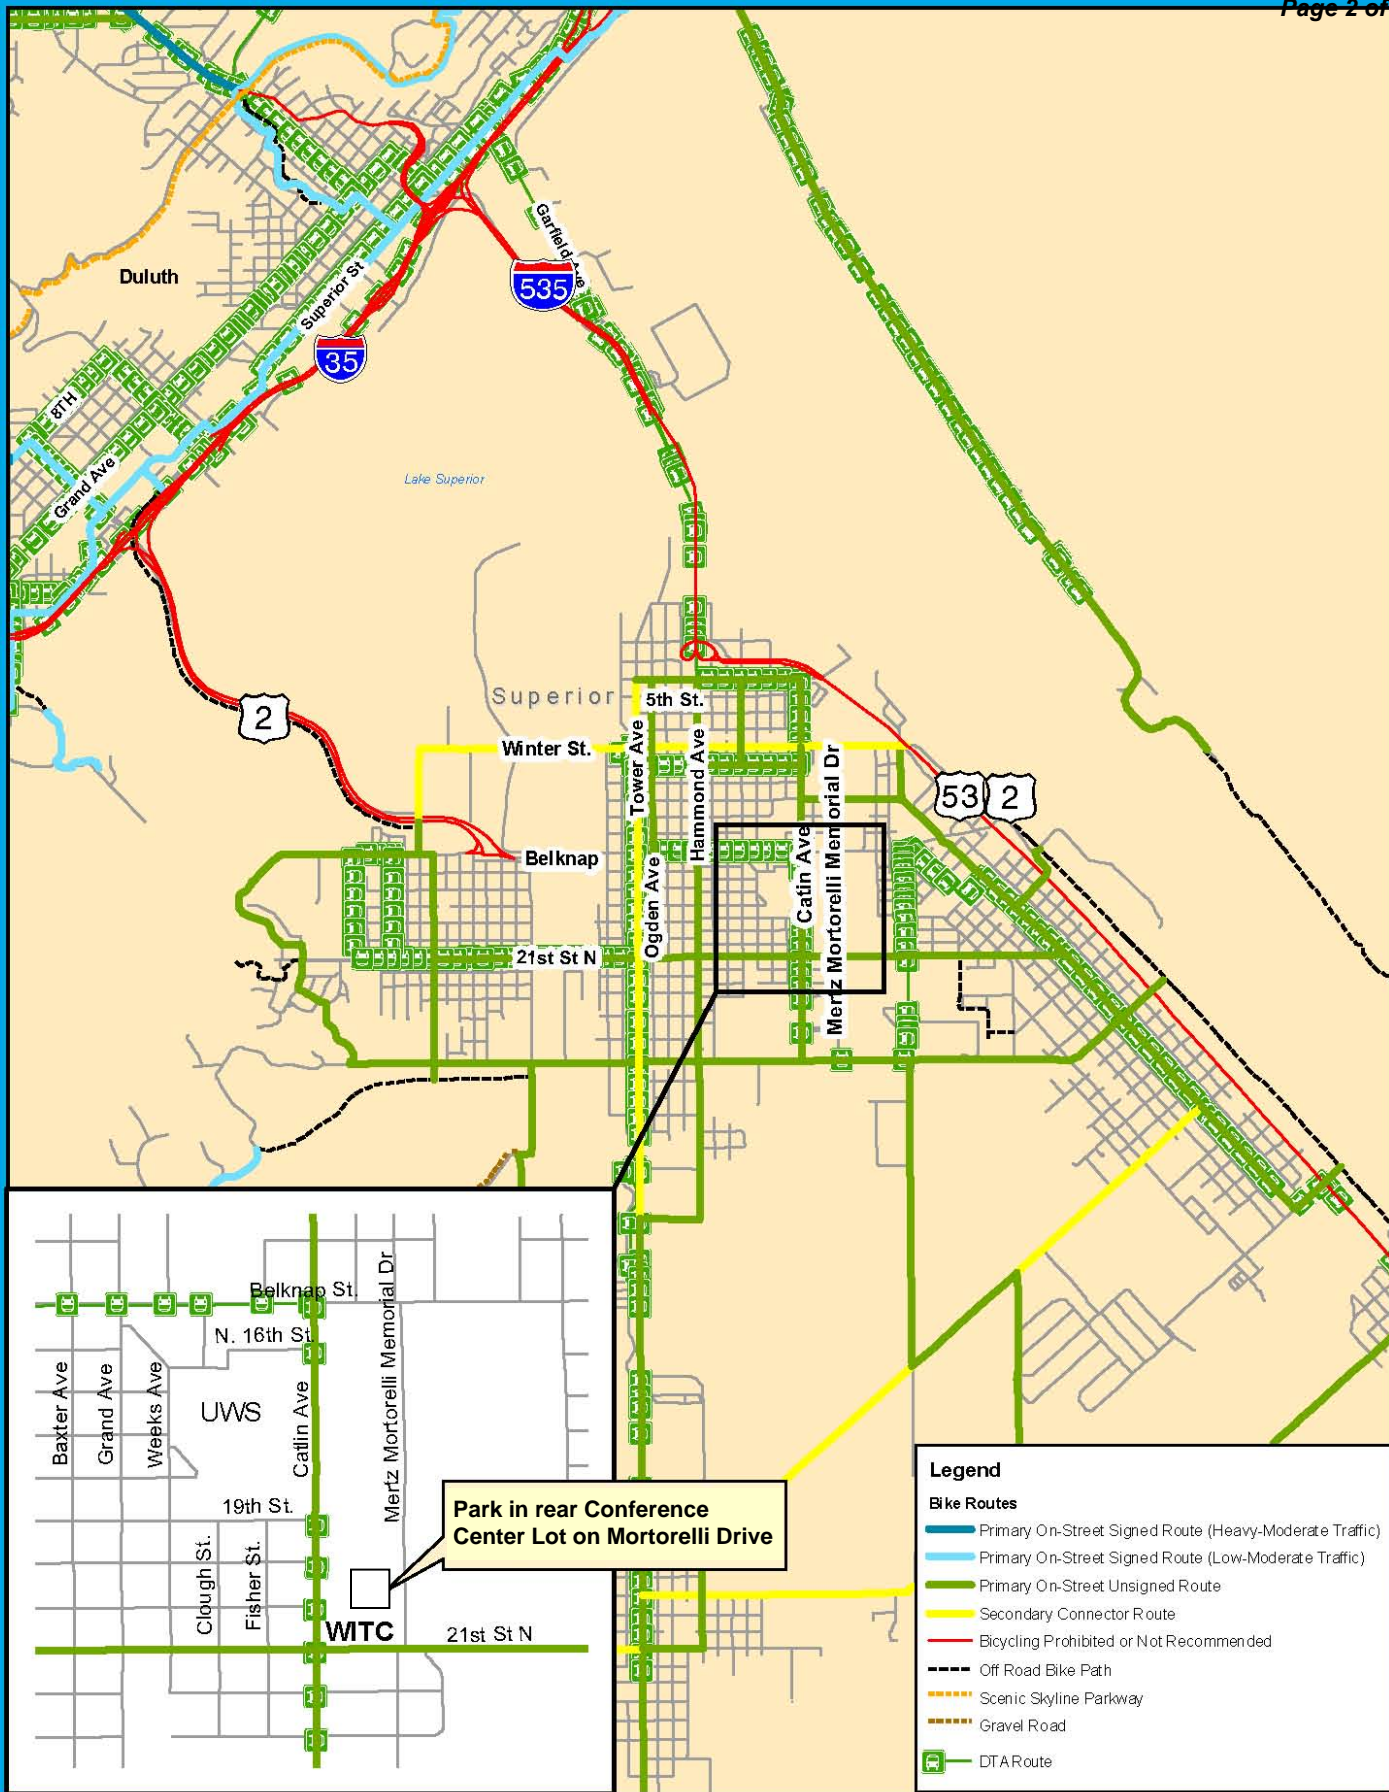 Page 2 of
Garfield Ave
Duluth
535
Superior St
35
8TH
Grand Ave
Lake Superior
Superior
5th St.
2
Winter St.
Tower Ave
Hammond Ave
Mertz Mortorelli Memorial Dr
53
2
Belknap
Catin Ave
Ogden Ave
21st St N
Belknap St.
N. 16th St.
Mertz Mortorelli Memorial Dr
Baxter Ave
Grand Ave
Weeks Ave
UWS
Catlin Ave
19th St.
Clough St.
Fisher St.
WITC
21st St N
Park in rear Conference
Center Lot on Mortorelli Drive
Legend
Bike Routes
Primary On-Street Signed Route (Heavy-Moderate Traffic)
Primary On-Street Signed Route (Low-Moderate Traffic)
Primary On-Street Unsigned Route
Secondary Connector Route
Bicycling Prohibited or Not Recommended
Off Road Bike Path
Scenic Skyline Parkway
Gravel Road
DTA Route